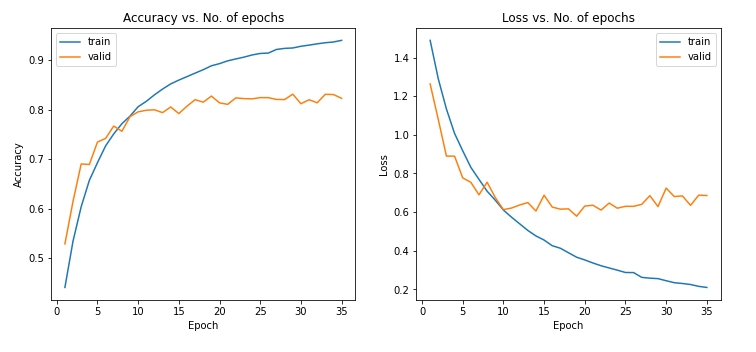 Accuracy vs. No. of epochs
train
valid
Accuracy
0.9
0.8
0.7
0.6
0.5
0 5 10 15 20 25 30 35
Epoch
Loss vs. No. of epochs
train
valid
Loss
1.4
1.2
1.0
0.8
0.6
0.4
0.2
0 5 10 15 20 25 30 35
Epoch